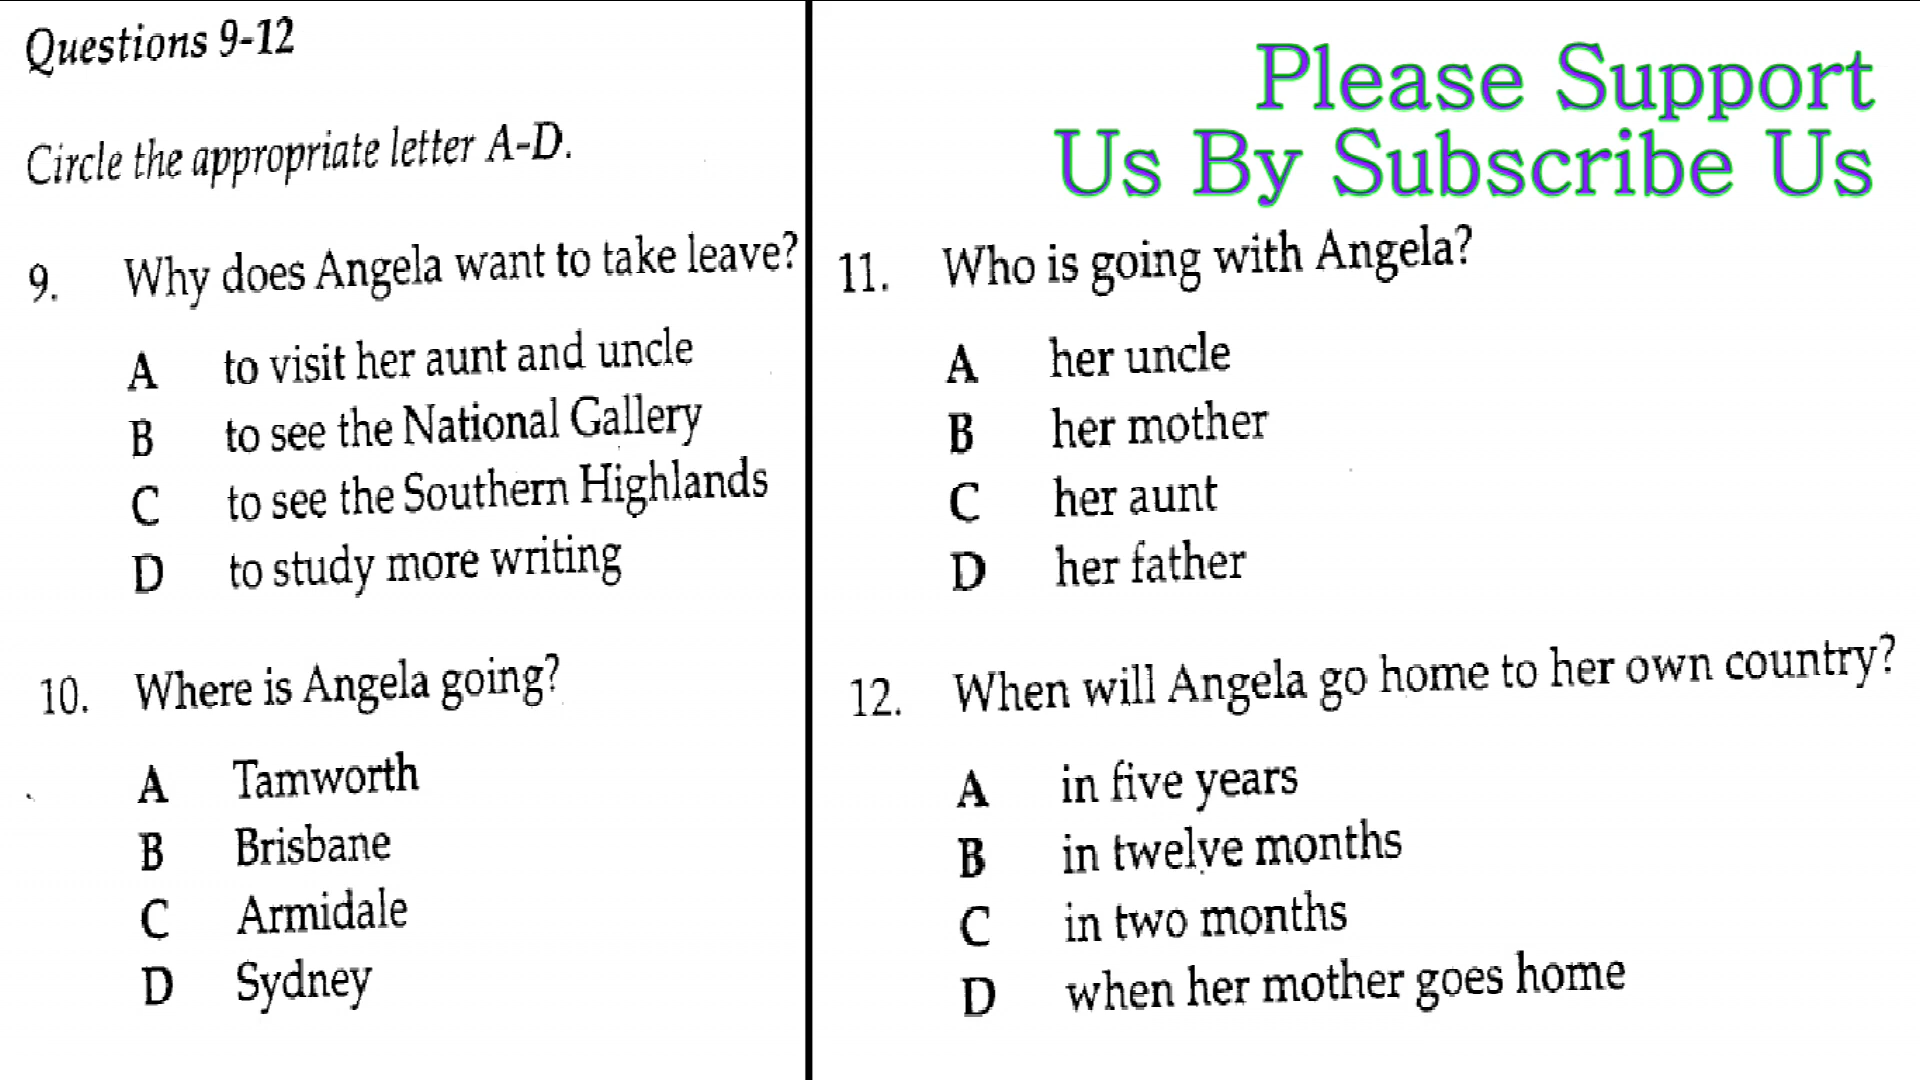 Questions 9-12
Circle the appropriate letter A-D.
9. Why does Angela want to take leave?
A to visit her aunt and uncle
B to see the National Gallery
C to see the Southern Highlands
D to study more writing
10. Where is Angela going?
A Tamworth
B Brisbane
C Armidale
D Sydney
Please Support
Us By Subscribe Us
11. Who is going with Angela?
A her uncle
B her mother
C her aunt
D her father
12. When will Angela go home to her own country?
A in five years
B in twelve months
C in two months
D when her mother goes home